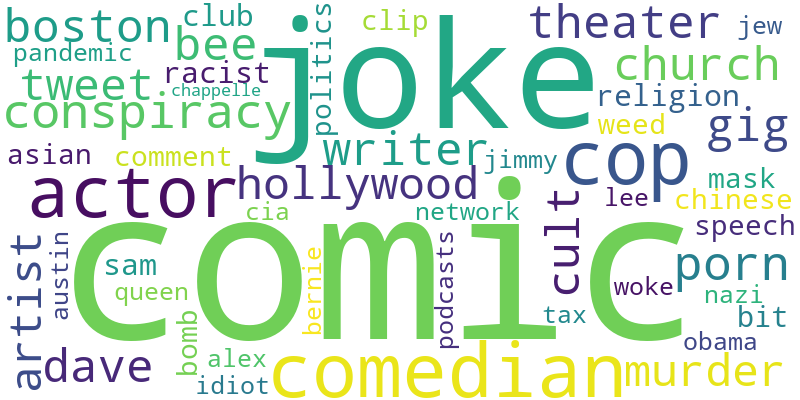 boston
club
politics
clip
theater
jew
pandemic
bee
joke
church
tweet
racist
chappelle
religion
conspiracy
weed
gig
asian
comment
writer
jimmy
cop
mask
actor
hollywood
lee
chinese
cia
network
cult
speech
artist
austin
sam
queen
bernie
comic
podcasts
porn
woke
nazi
bomb
tax
bit
obama
dave
alex
idiot
comedian
murder